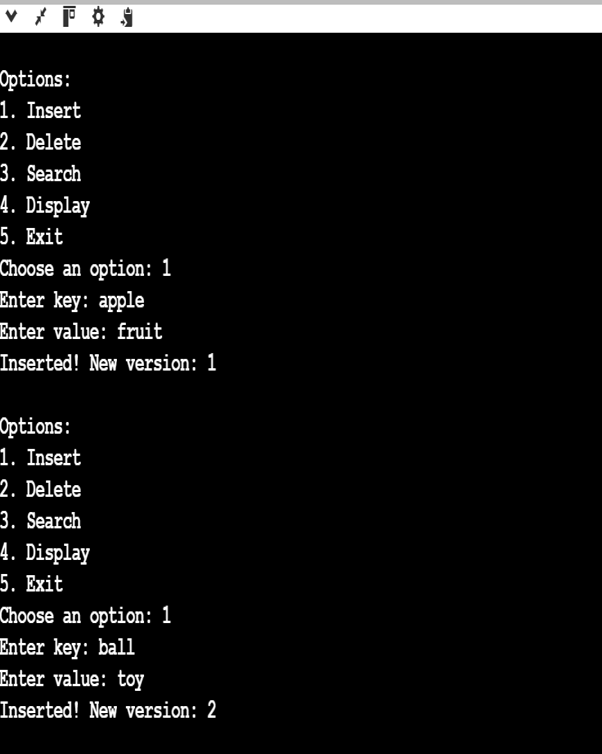 Options:
1. Insert
2. Delete
3. Search
4. Display
5. Exit
Choose an option: 1
Enter key: apple
Enter value: fruit
Inserted! New version: 1
Options:
1. Insert
2. Delete
3. Search
4. Display
5. Exit
Choose an option: 1
Enter key: ball
Enter value: toy
Inserted! New version: 2